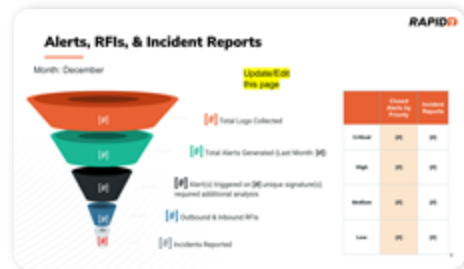 RAPID7
Alerts, RFIs, & Incident Reports
Month: December
Update/Edit
this page
[#]
[#] Total Logs Collected
[#]
[#] Total Alerts Generated (Last Month: [#])
[#]
[#] Alert(s) triggered on [#] unique signature(s)
required additional analysis
[#]
[#] Outbound & Inbound RFIs
[#]
[#] Incidents Reported
Closed Alerts by Priority Incident Reports
Critical [#] [#]
High [#] [#]
Medium [#] [#]
Low [#] [#]